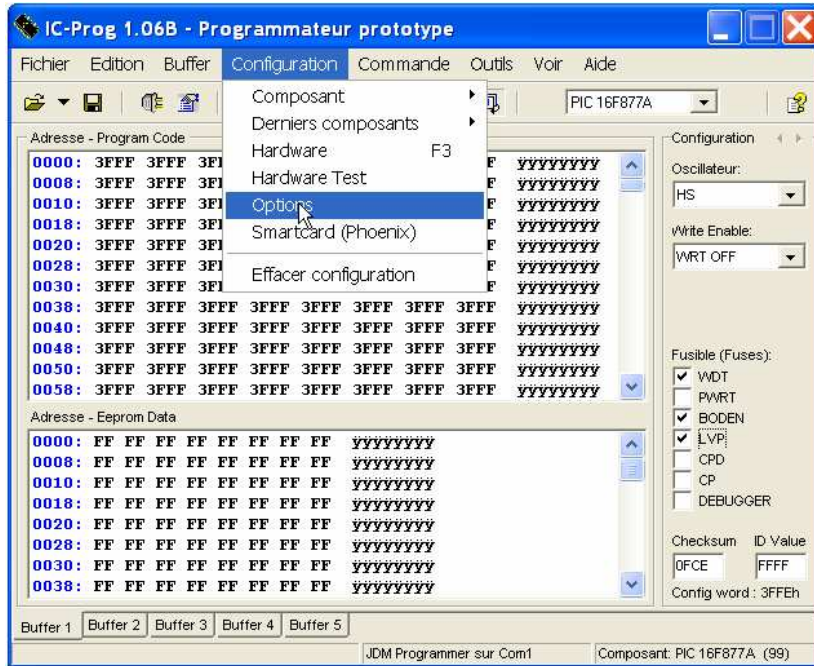 IC-Prog 1.06B - Programmateur prototype
Fichier Edition Buffer Configuration Commande Outils Voir Aide
PIC 16F877A
Composant
Derniers composants
Hardware F3
Hardware Test
Options
Smartcard (Phoenix)
Effacer configuration
Adresse - Program Code
0000: 3FFF 3FFF ÿÿÿÿÿÿÿÿ
0008: 3FFF 3FFF ÿÿÿÿÿÿÿÿ
0010: 3FFF 3FFF ÿÿÿÿÿÿÿÿ
0018: 3FFF 3FFF ÿÿÿÿÿÿÿÿ
0020: 3FFF 3FFF ÿÿÿÿÿÿÿÿ
0028: 3FFF 3FFF ÿÿÿÿÿÿÿÿ
0030: 3FFF 3FFF ÿÿÿÿÿÿÿÿ
0038: 3FFF 3FFF 3FFF 3FFF 3FFF 3FFF 3FFF 3FFF ÿÿÿÿÿÿÿÿ
0040: 3FFF 3FFF 3FFF 3FFF 3FFF 3FFF 3FFF 3FFF ÿÿÿÿÿÿÿÿ
0048: 3FFF 3FFF 3FFF 3FFF 3FFF 3FFF 3FFF 3FFF ÿÿÿÿÿÿÿÿ
0050: 3FFF 3FFF 3FFF 3FFF 3FFF 3FFF 3FFF 3FFF ÿÿÿÿÿÿÿÿ
0058: 3FFF 3FFF 3FFF 3FFF 3FFF 3FFF 3FFF 3FFF ÿÿÿÿÿÿÿÿ
Adresse - Eeprom Data
0000: FF FF FF FF FF FF FF FF ÿÿÿÿÿÿÿÿ
0008: FF FF FF FF FF FF FF FF ÿÿÿÿÿÿÿÿ
0010: FF FF FF FF FF FF FF FF ÿÿÿÿÿÿÿÿ
0018: FF FF FF FF FF FF FF FF ÿÿÿÿÿÿÿÿ
0020: FF FF FF FF FF FF FF FF ÿÿÿÿÿÿÿÿ
0028: FF FF FF FF FF FF FF FF ÿÿÿÿÿÿÿÿ
0030: FF FF FF FF FF FF FF FF ÿÿÿÿÿÿÿÿ
0038: FF FF FF FF FF FF FF FF ÿÿÿÿÿÿÿÿ
Configuration
Oscillateur:
HS
Write Enable:
WRT OFF
Fusible (Fuses):
WDT
PWRT
BODEN
LVP
CPD
CP
DEBUGGER
Checksum ID Value
0FCE FFFF
Config word : 3FFEh
Buffer 1 Buffer 2 Buffer 3 Buffer 4 Buffer 5
JDM Programmer sur Com1 Composant: PIC 16F877A (99)